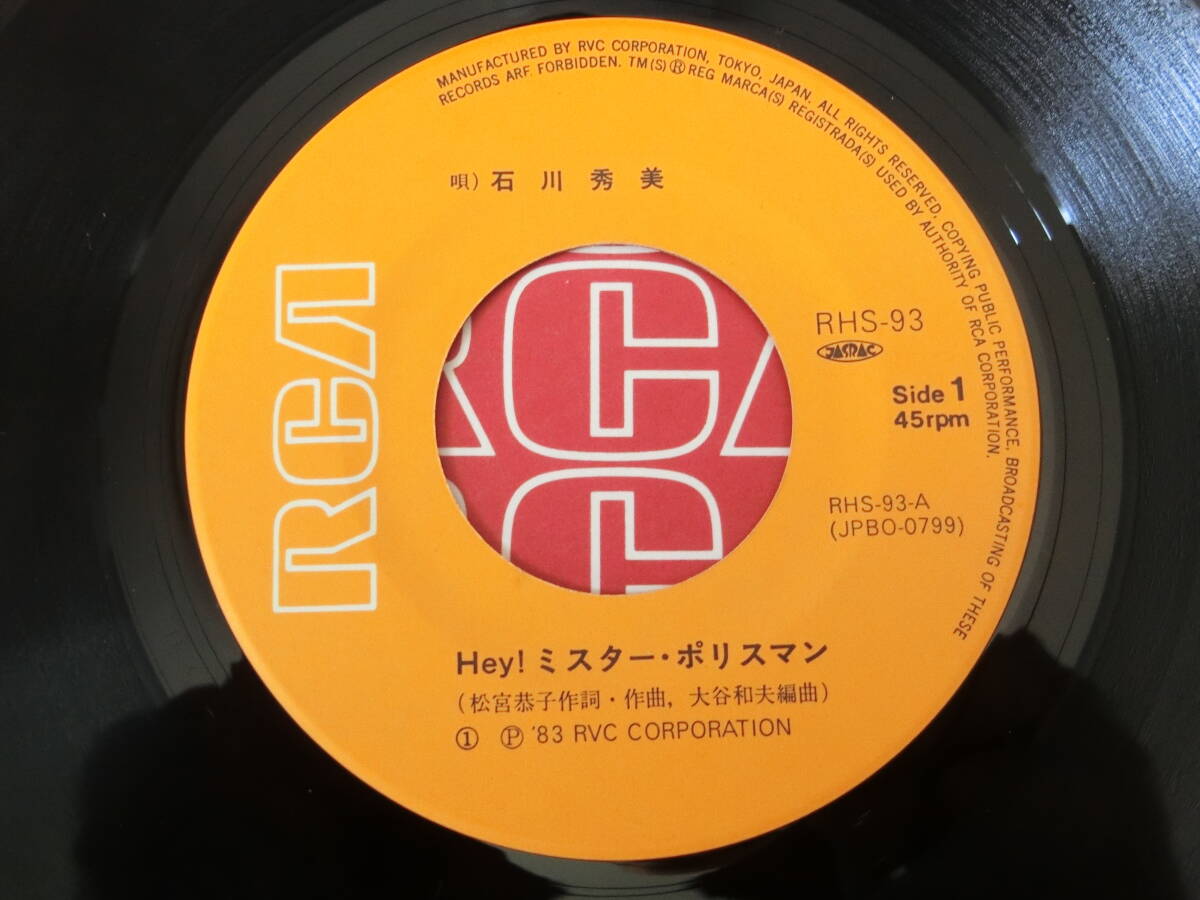 MANUFACTURED BY RVC CORPORATION, TOKYO, JAPAN. ALL RIGHTS RESERVED. COPYING PUBLIC PERFORMANCE, BROADCASTING OF THESE
RECORDS ARF FORBIDDEN. TM(S) ® REG MARCA(S) REGISTRADA(S) USED BY AUTHORITY OF RCA CORPORATION.
唄) 石川秀美
RCA
RHS-93
JASRAC
Side 1
45rpm
RHS-93-A
(JPBO-0799)
Hey! ミスター・ポリスマン
(松宮恭子作詞・作曲, 大谷和夫編曲)
① Ⓟ '83 RVC CORPORATION
RCA
C